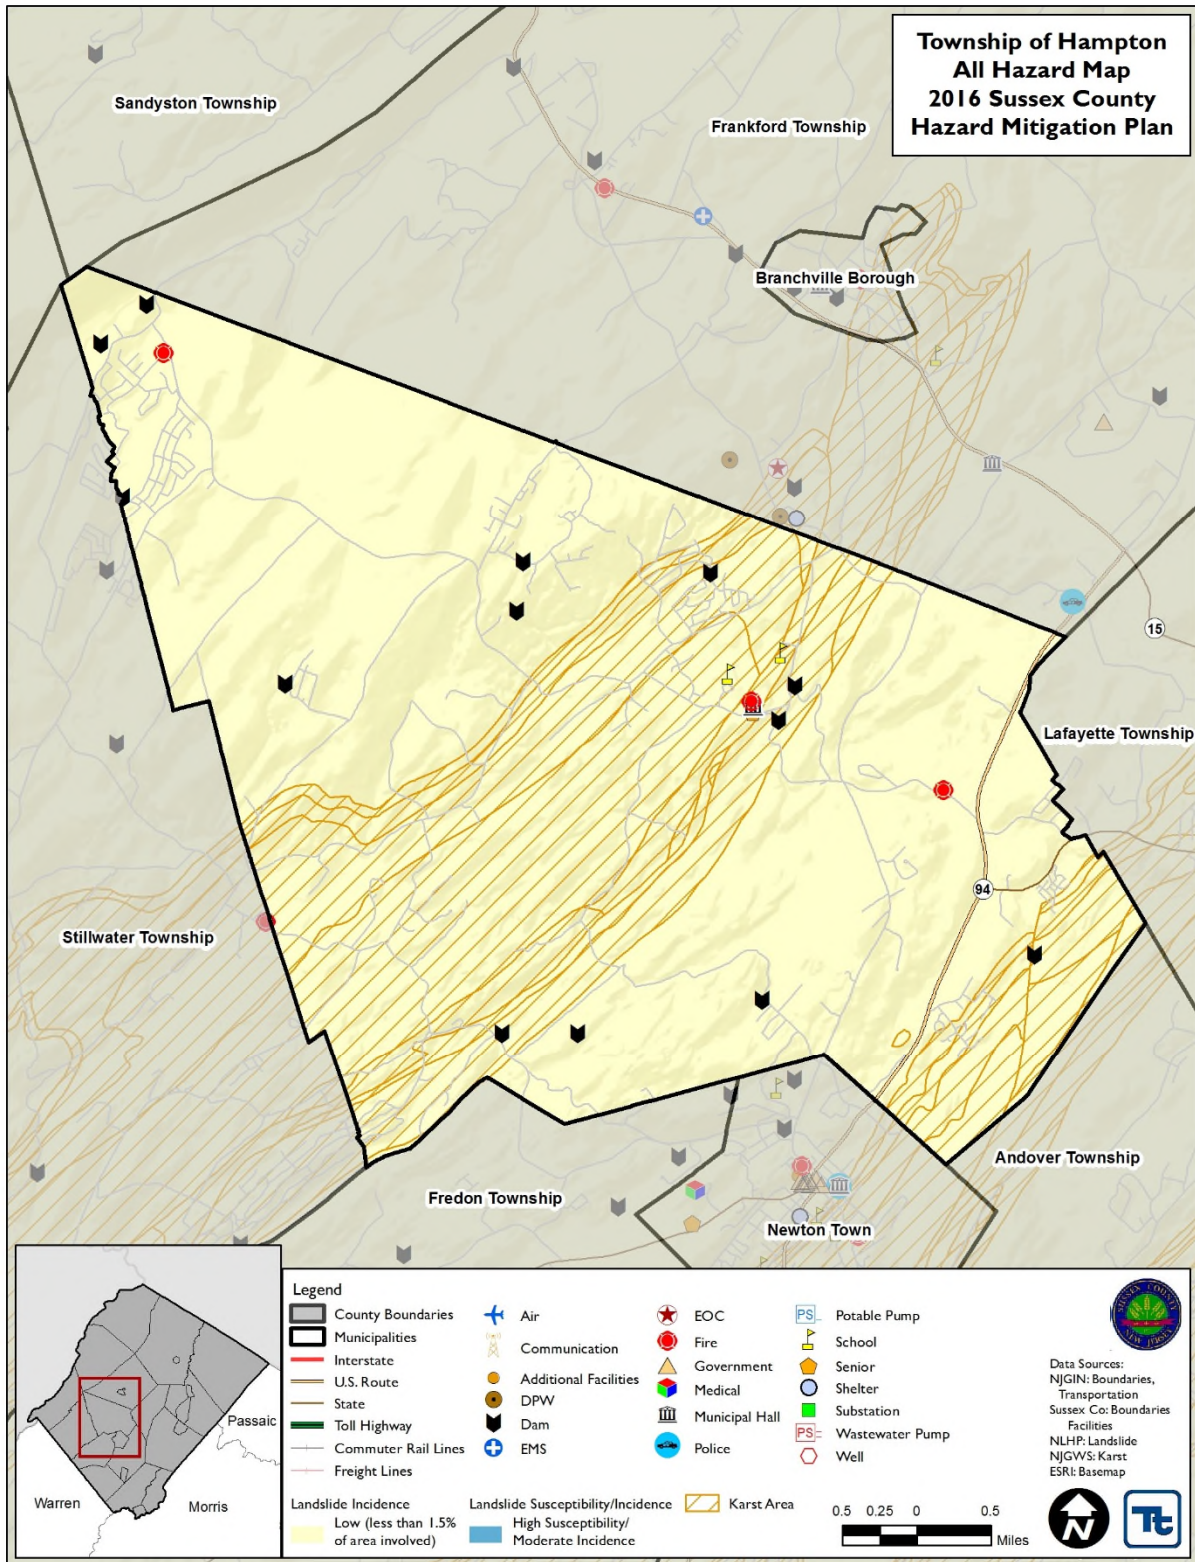 Township of Hampton
All Hazard Map
2016 Sussex County
Hazard Mitigation Plan
Sandyston Township
Frankford Township
Branchville Borough
15
Lafayette Township
94
Stillwater Township
Andover Township
Fredon Township
Newton Town
Passaic
Warren
Morris
Legend
County Boundaries
Municipalities
Interstate
U.S. Route
State
Toll Highway
Commuter Rail Lines
Freight Lines
Air
Communication
Additional Facilities
DPW
Dam
EMS
EOC
Fire
Government
Medical
Municipal Hall
Police
PS
Potable Pump
School
Senior
Shelter
Substation
PS
Wastewater Pump
Well
Landslide Incidence
Low (less than 1.5%
of area involved)
Landslide Susceptibility/Incidence
High Susceptibility/
Moderate Incidence
Karst Area
0.5 0.25 0 0.5
Miles
SUSSEX COUNTY
NEW JERSEY
Data Sources:
NJGIN: Boundaries,
Transportation
Sussex Co: Boundaries
Facilities
NLHP: Landslide
NJGWS: Karst
ESRI: Basemap
N
Tt